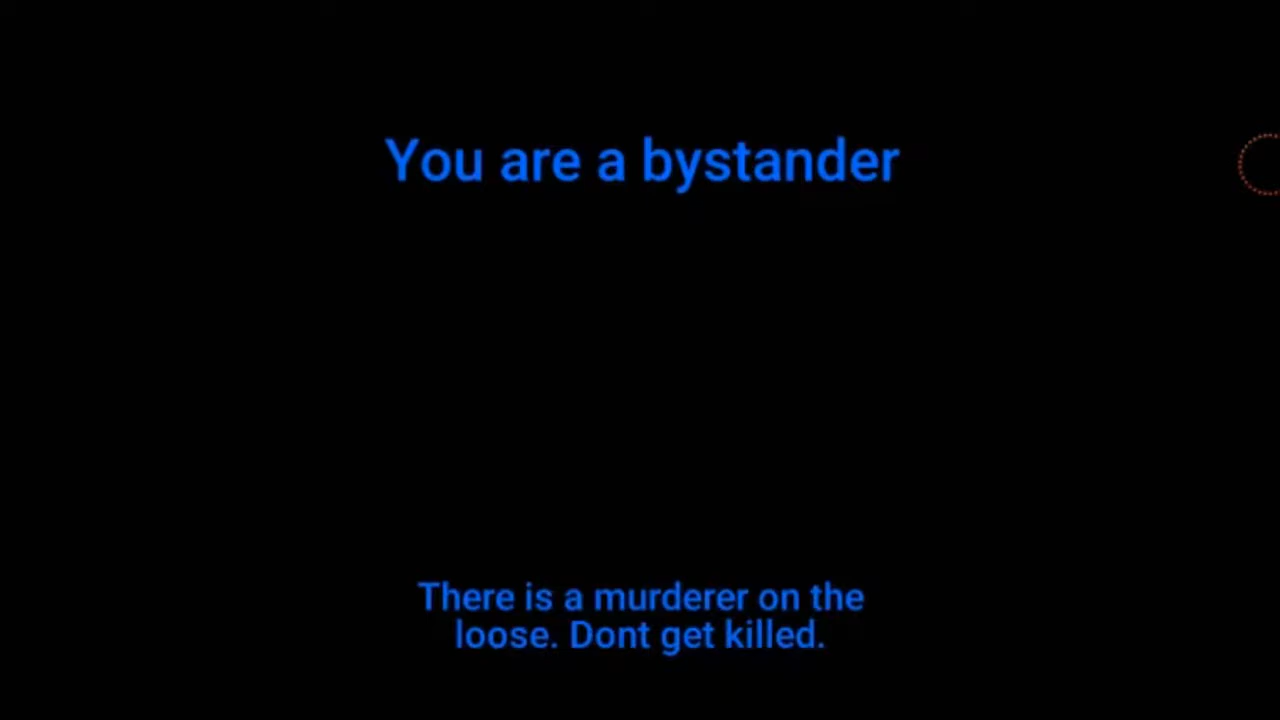 You are a bystander
There is a murderer on the
loose. Dont get killed.